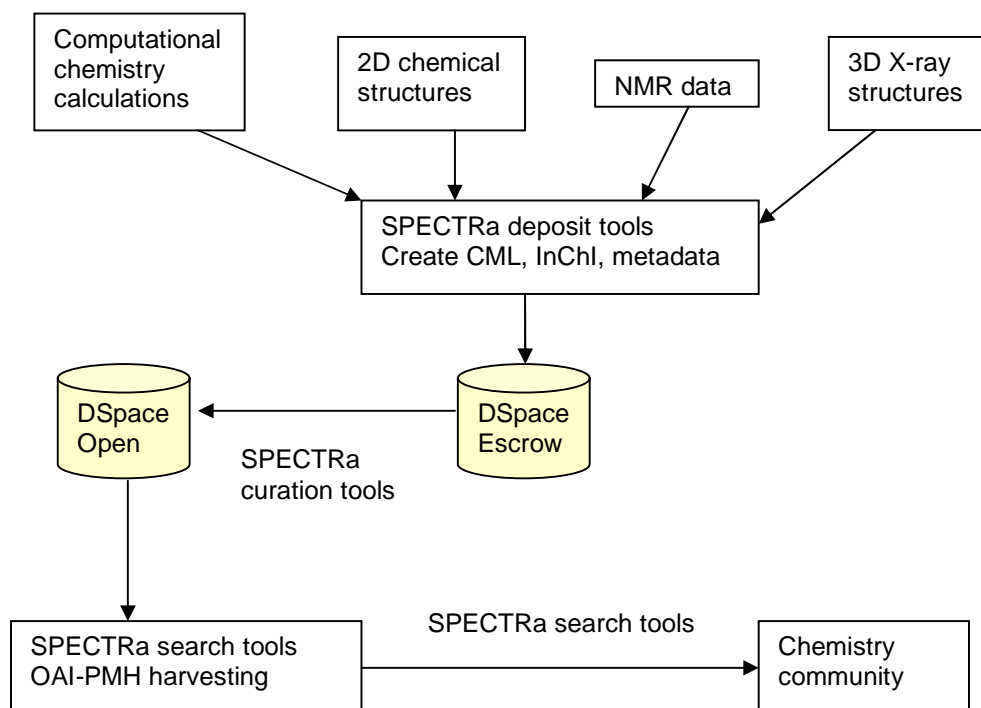 Computational
chemistry
calculations
2D chemical
structures
NMR data
3D X-ray
structures
SPECTRa deposit tools
Create CML, InChI, metadata
DSpace
Open
DSpace
Escrow
SPECTRa
curation tools
SPECTRa search tools
OAI-PMH harvesting
SPECTRa search tools
Chemistry
community